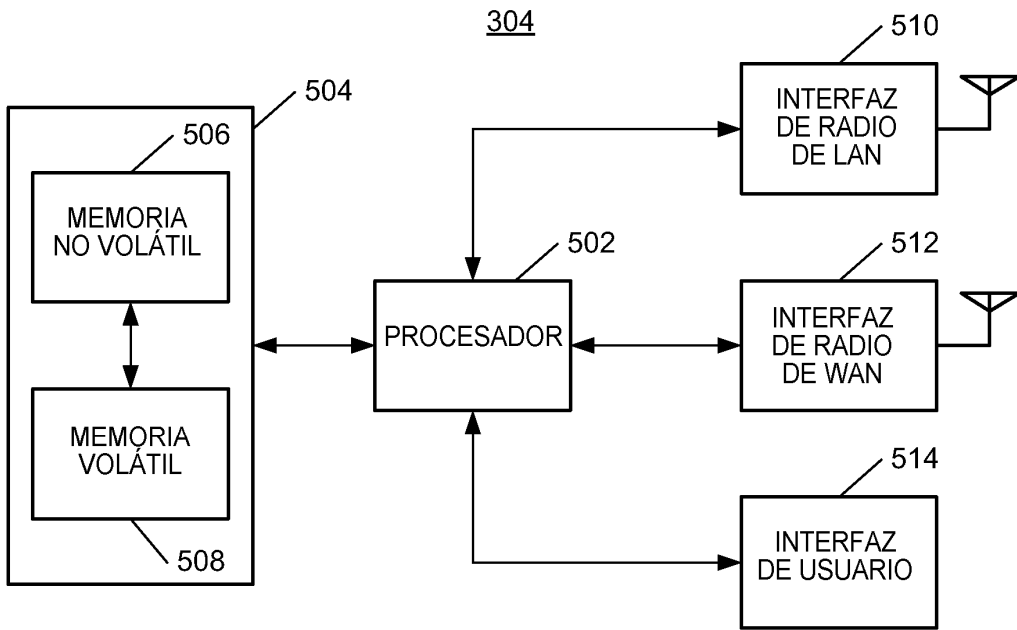 304
504
506
MEMORIA
NO VOLÁTIL
MEMORIA
VOLÁTIL
508
502
PROCESADOR
510
INTERFAZ
DE RADIO
DE LAN
512
INTERFAZ
DE RADIO
DE WAN
514
INTERFAZ
DE USUARIO